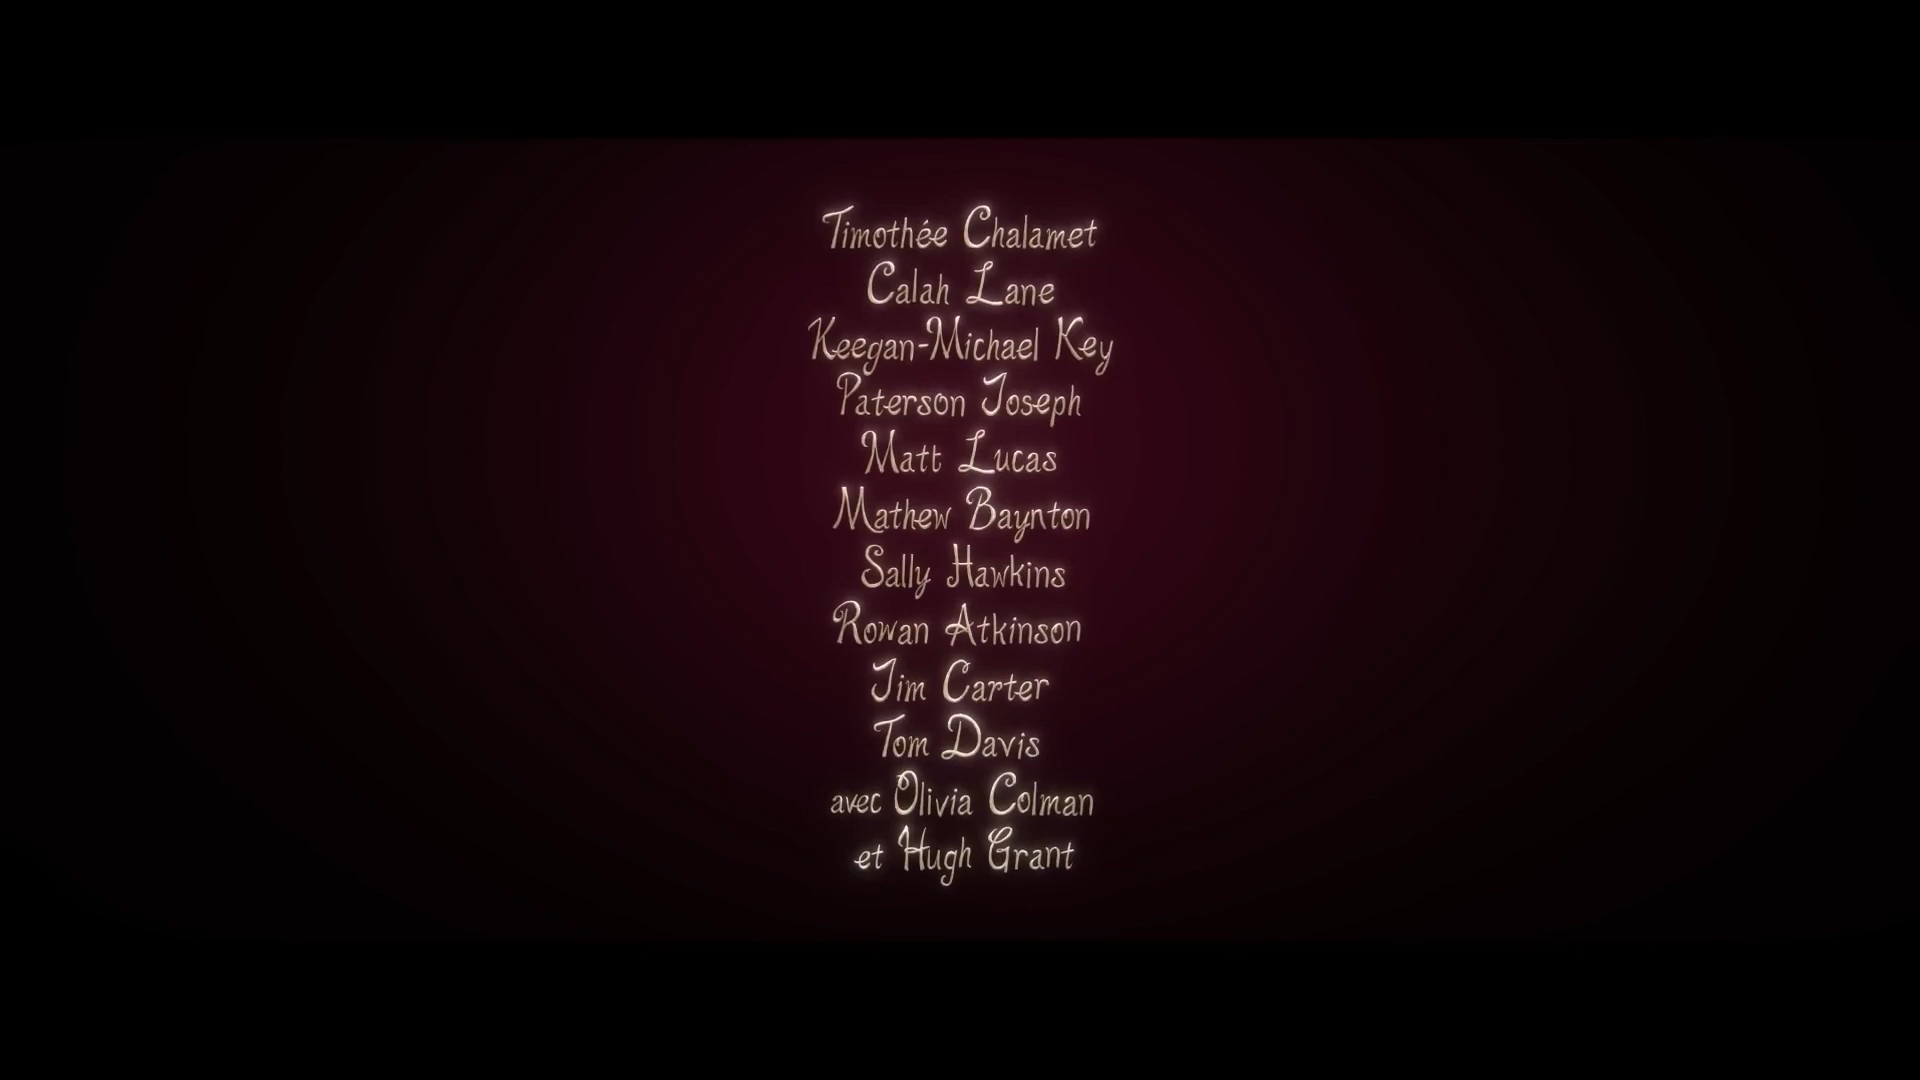 Timothée Chalamet
Calah Lane
Keegan-Michael Key
Paterson Joseph
Matt Lucas
Mathew Baynton
Sally Hawkins
Rowan Atkinson
Jim Carter
Tom Davis
avec Olivia Colman
et Hugh Grant